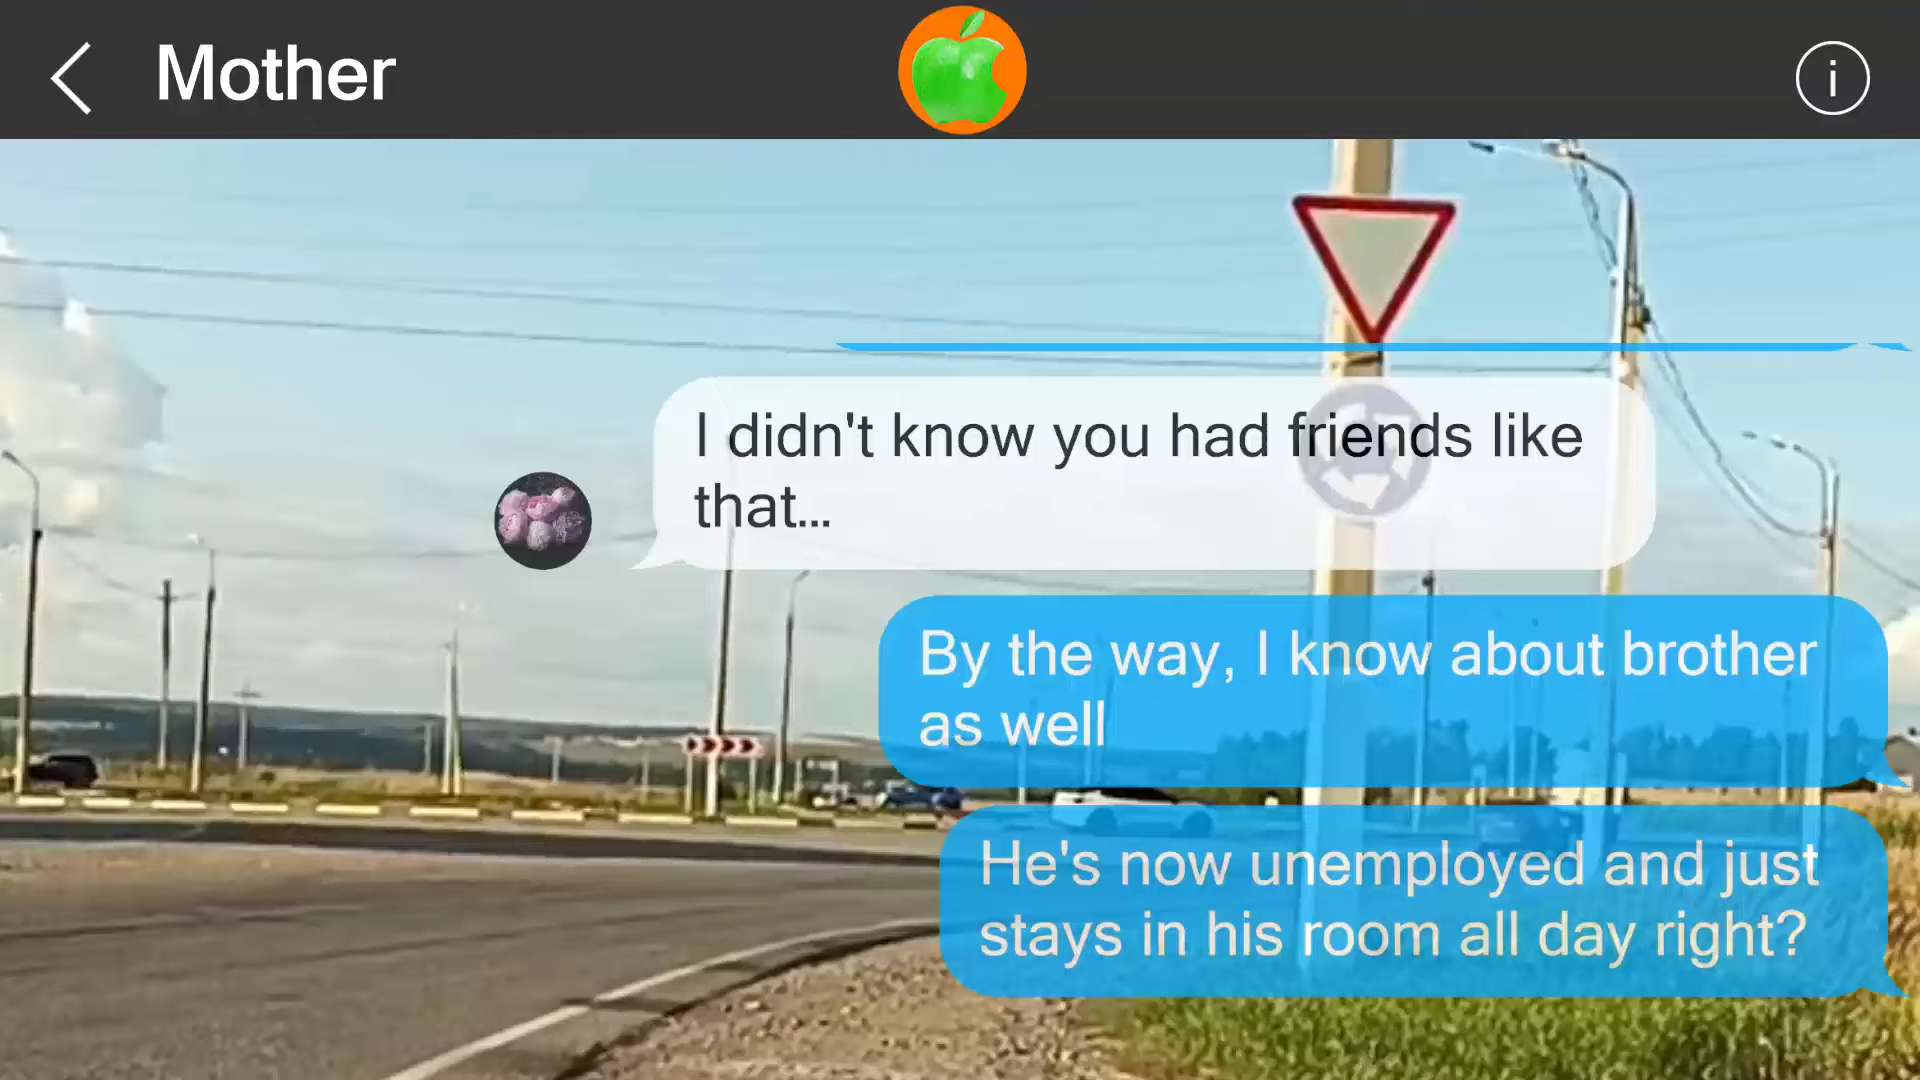 Mother
i
I didn't know you had friends like
that...
By the way, I know about brother
as well
He's now unemployed and just
stays in his room all day right?